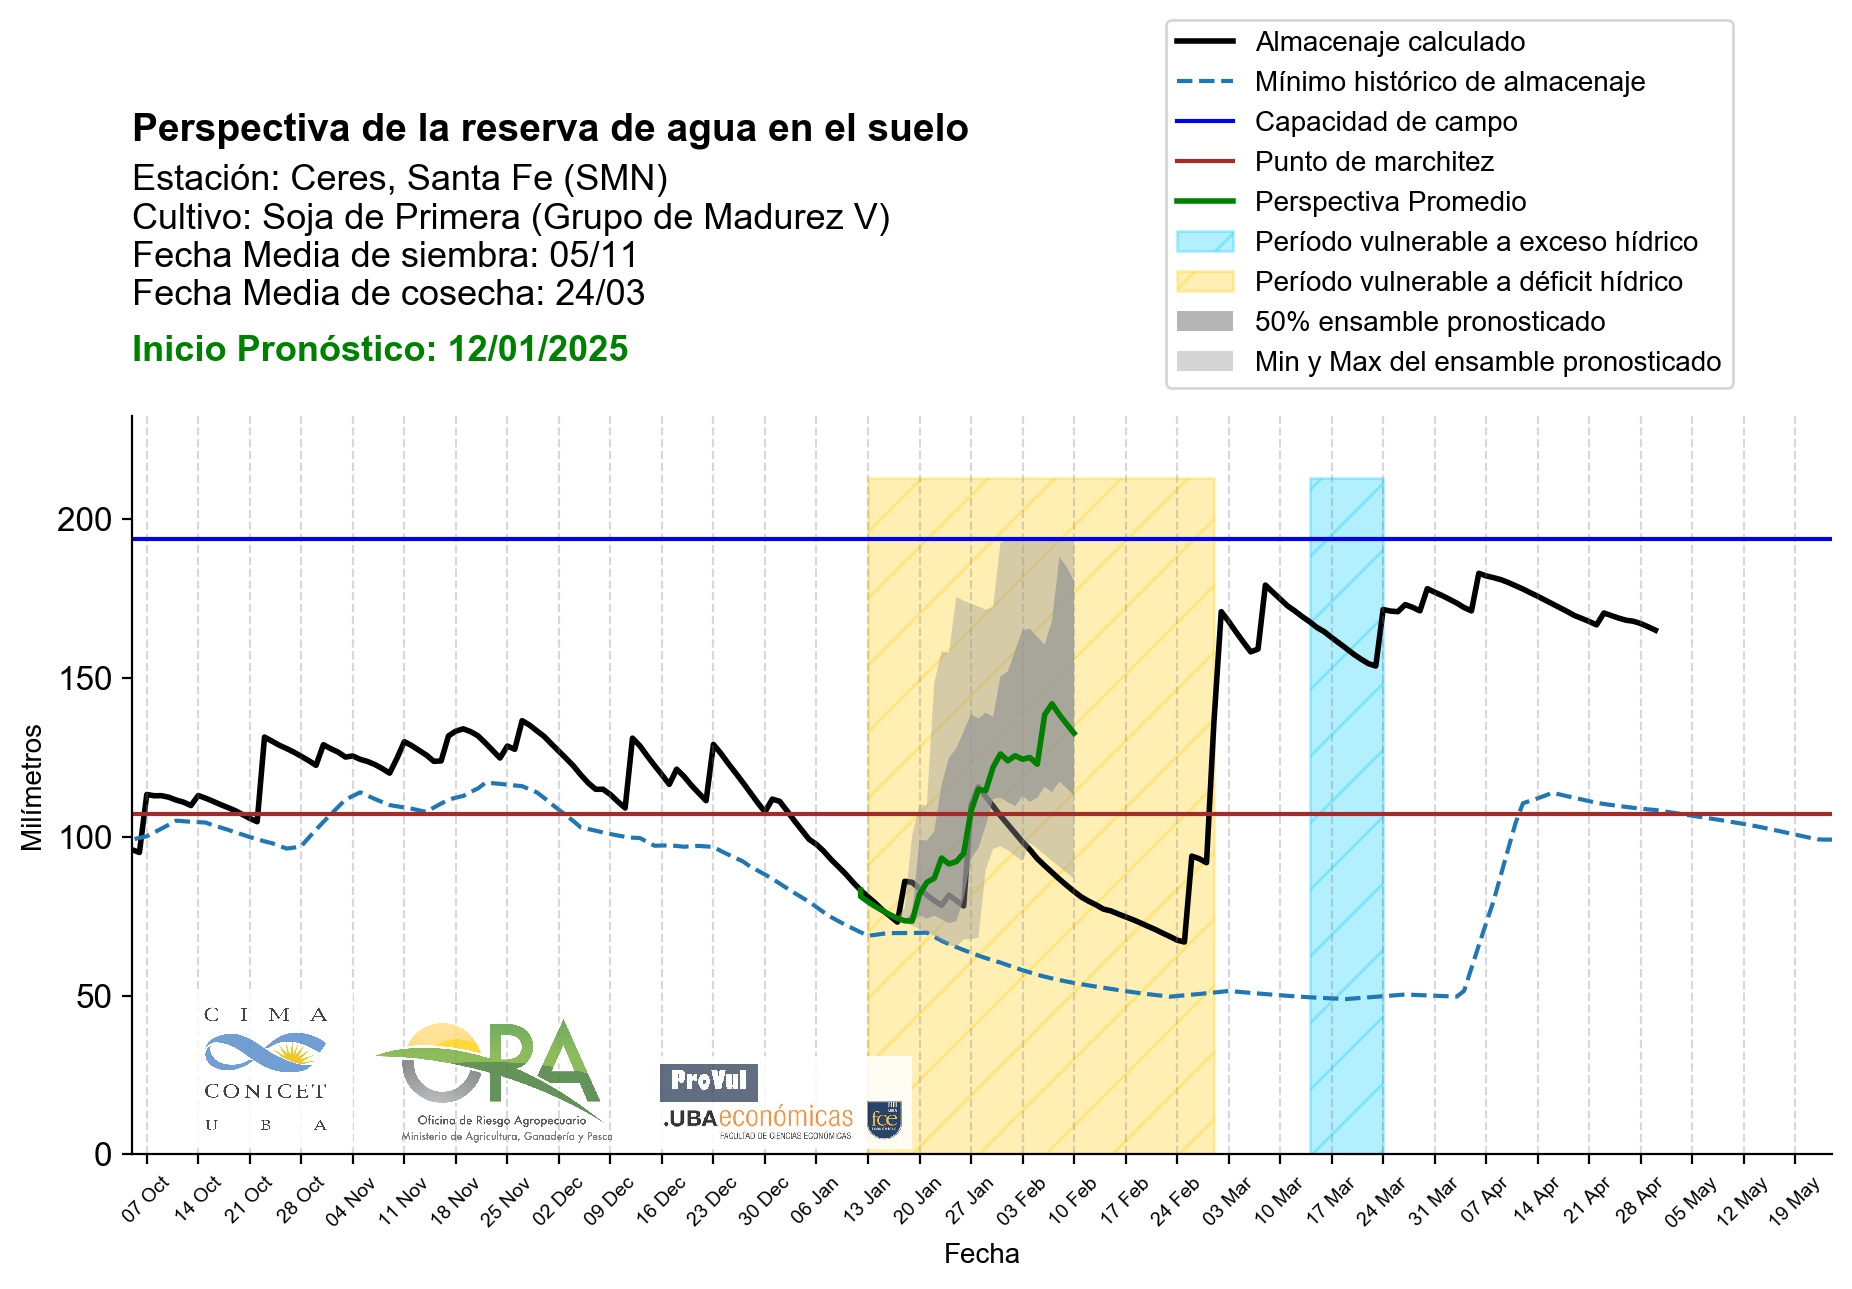 Almacenaje calculado
Mínimo histórico de almacenaje
Capacidad de campo
Punto de marchitez
Perspectiva Promedio
Período vulnerable a exceso hídrico
Período vulnerable a déficit hídrico
50% ensamble pronosticado
Min y Max del ensamble pronosticado
Perspectiva de la reserva de agua en el suelo
Estación: Ceres, Santa Fe (SMN)
Cultivo: Soja de Primera (Grupo de Madurez V)
Fecha Media de siembra: 05/11
Fecha Media de cosecha: 24/03
Inicio Pronóstico: 12/01/2025
200
150
100
50
0
Milímetros
C I M A
CONICET
U B A
ORA
Oficina de Riesgo Agropecuario
Ministerio de Agricultura, Ganadería y Pesca
ProVul
.UBAeconómicas
FACULTAD DE CIENCIAS ECONÓMICAS
UBA
fce
07 Oct
14 Oct
21 Oct
28 Oct
04 Nov
11 Nov
18 Nov
25 Nov
02 Dec
09 Dec
16 Dec
23 Dec
30 Dec
06 Jan
13 Jan
20 Jan
27 Jan
03 Feb
10 Feb
17 Feb
24 Feb
03 Mar
10 Mar
17 Mar
24 Mar
31 Mar
07 Apr
14 Apr
21 Apr
28 Apr
05 May
12 May
19 May
Fecha